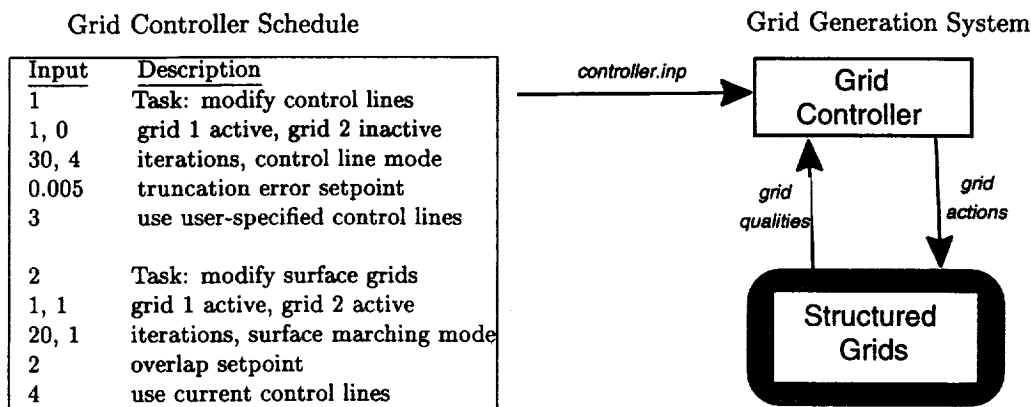 Grid Controller Schedule
Input Description
1 Task: modify control lines
1, 0 grid 1 active, grid 2 inactive
30, 4 iterations, control line mode
0.005 truncation error setpoint
3 use user-specified control lines
2 Task: modify surface grids
1, 1 grid 1 active, grid 2 active
20, 1 iterations, surface marching mode
2 overlap setpoint
4 use current control lines
controller.inp
Grid Generation System
Grid
Controller
grid
qualities
grid
actions
Structured
Grids